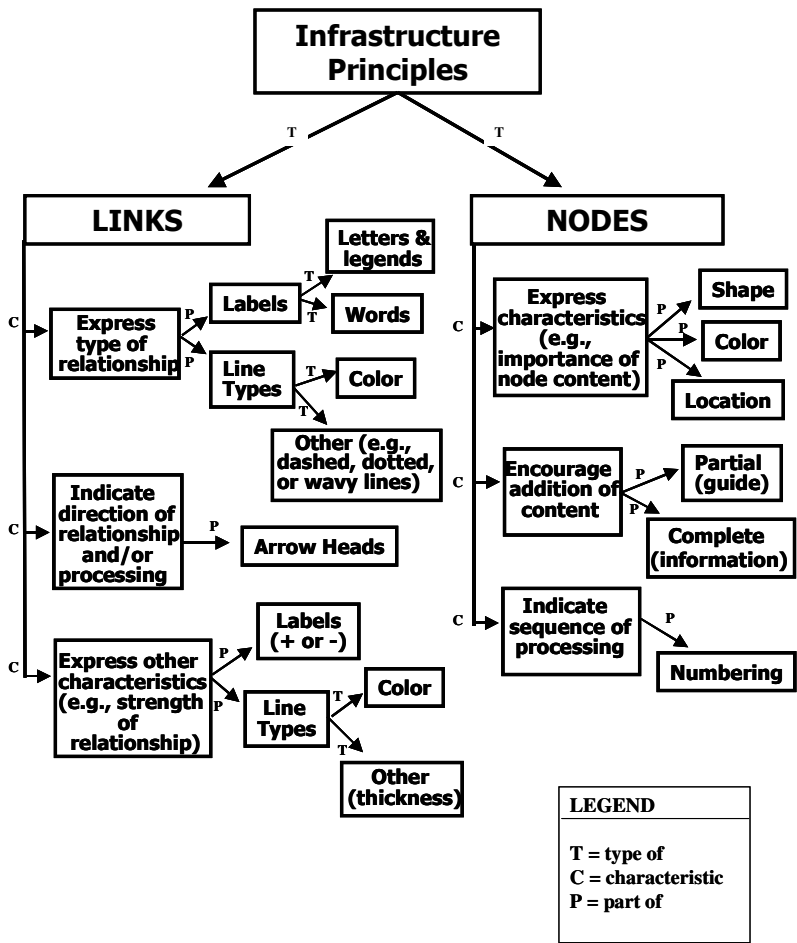 Infrastructure
Principles
T
T
LINKS
C
Express
type of
relationship
P
P
Labels
T
T
Letters &
legends
Words
Line
Types
T
T
Color
Other (e.g.,
dashed, dotted,
or wavy lines)
C
Indicate
direction of
relationship
and/or
processing
P
Arrow Heads
C
Express other
characteristics
(e.g., strength
of
relationship)
P
P
Labels
(+ or -)
Line
Types
T
T
Color
Other
(thickness)
NODES
C
Express
characteristics
(e.g.,
importance of
node content)
P
P
P
Shape
Color
Location
C
Encourage
addition of
content
P
P
Partial
(guide)
Complete
(information)
C
Indicate
sequence of
processing
P
Numbering
LEGEND
T = type of
C = characteristic
P = part of